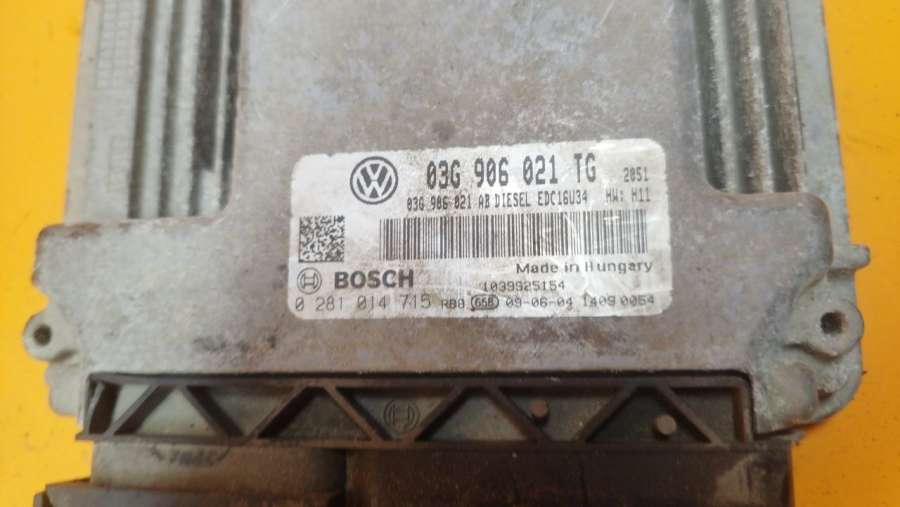 03G 906 021 TG 2051
03G 906 021 AB DIESEL EDC16U34 HW: H11
Made in Hungary
BOSCH
1039S25154
0 281 014 715 RB8 GSB 09-06-04 1409 0054